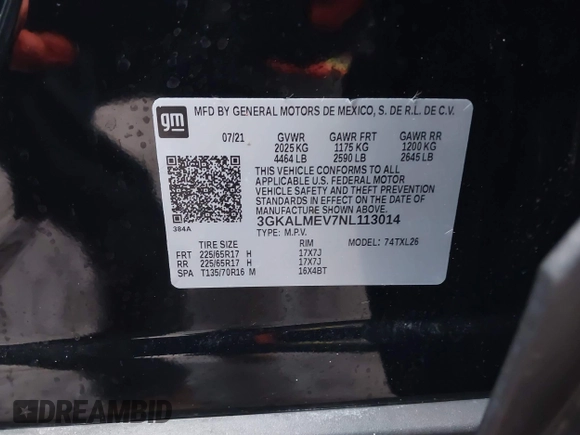 gm
MFD BY GENERAL MOTORS DE MEXICO, S. DE R.L. DE C.V.
07/21 GVWR GAWR FRT GAWR RR
2025 KG 1175 KG 1200 KG
4464 LB 2590 LB 2645 LB
THIS VEHICLE CONFORMS TO ALL
APPLICABLE U.S. FEDERAL MOTOR
VEHICLE SAFETY AND THEFT PREVENTION
STANDARDS IN EFFECT ON THE DATE OF
MANUFACTURE SHOWN ABOVE.
384A
3GKALMEV7NL113014
TYPE: M.P.V. MODEL: 74TXL26
TIRE SIZE RIM
FRT 225/65R17 H 17X7J
RR 225/65R17 H 17X7J
SPA T135/70R16 M 16X4BT
DREAMBID